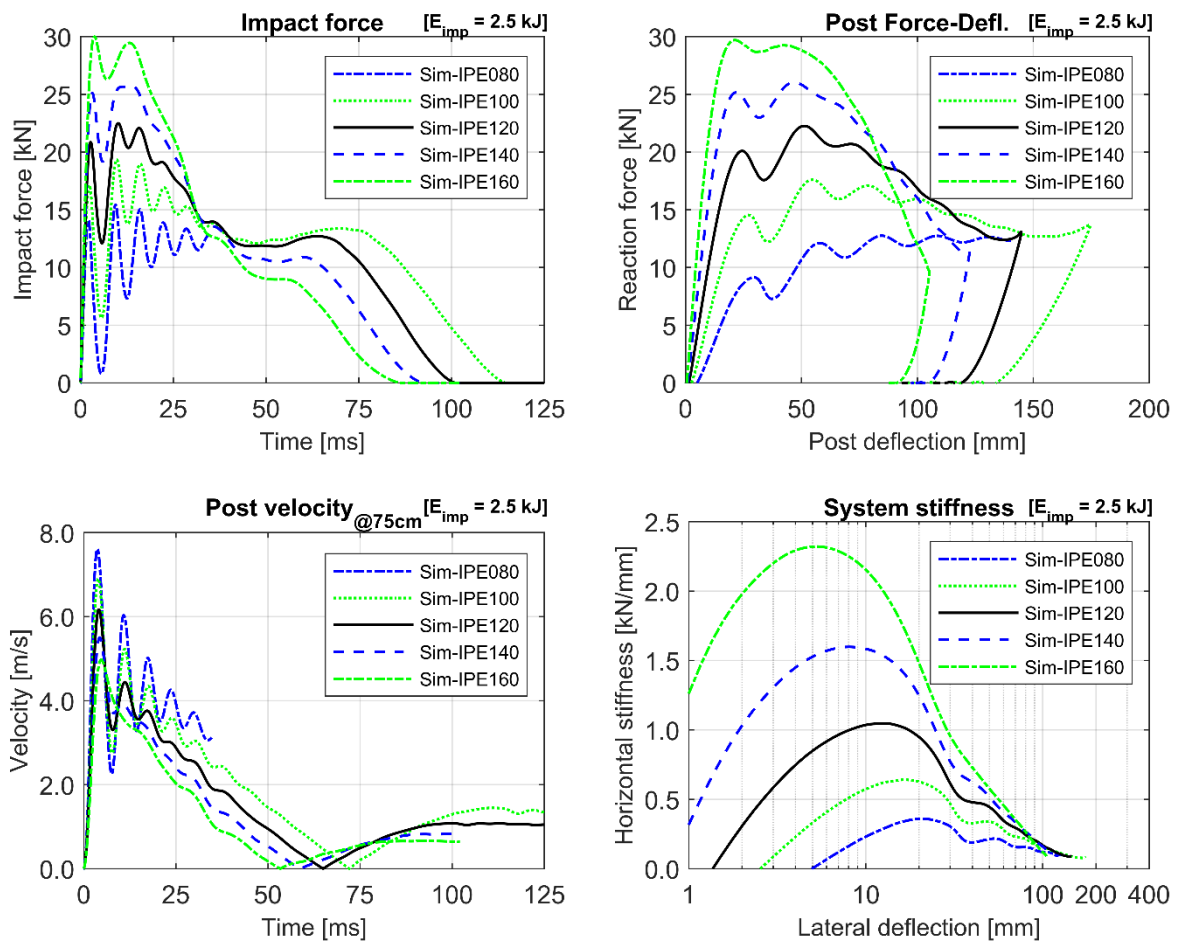 Impact force [E_imp = 2.5 kJ]
30
25
20
15
10
5
0
Impact force [kN]
Sim-IPE080
Sim-IPE100
Sim-IPE120
Sim-IPE140
Sim-IPE160
0 25 50 75 100 125
Time [ms]
Post Force-Defl. [E_imp = 2.5 kJ]
30
25
20
15
10
5
0
Reaction force [kN]
Sim-IPE080
Sim-IPE100
Sim-IPE120
Sim-IPE140
Sim-IPE160
0 50 100 150 200
Post deflection [mm]
Post velocity_@75cm [E_imp = 2.5 kJ]
8.0
6.0
4.0
2.0
0.0
Velocity [m/s]
Sim-IPE080
Sim-IPE100
Sim-IPE120
Sim-IPE140
Sim-IPE160
0 25 50 75 100 125
Time [ms]
System stiffness [E_imp = 2.5 kJ]
2.5
2.0
1.5
1.0
0.5
0.0
Horizontal stiffness [kN/mm]
Sim-IPE080
Sim-IPE100
Sim-IPE120
Sim-IPE140
Sim-IPE160
1 10 100 200 400
Lateral deflection [mm]